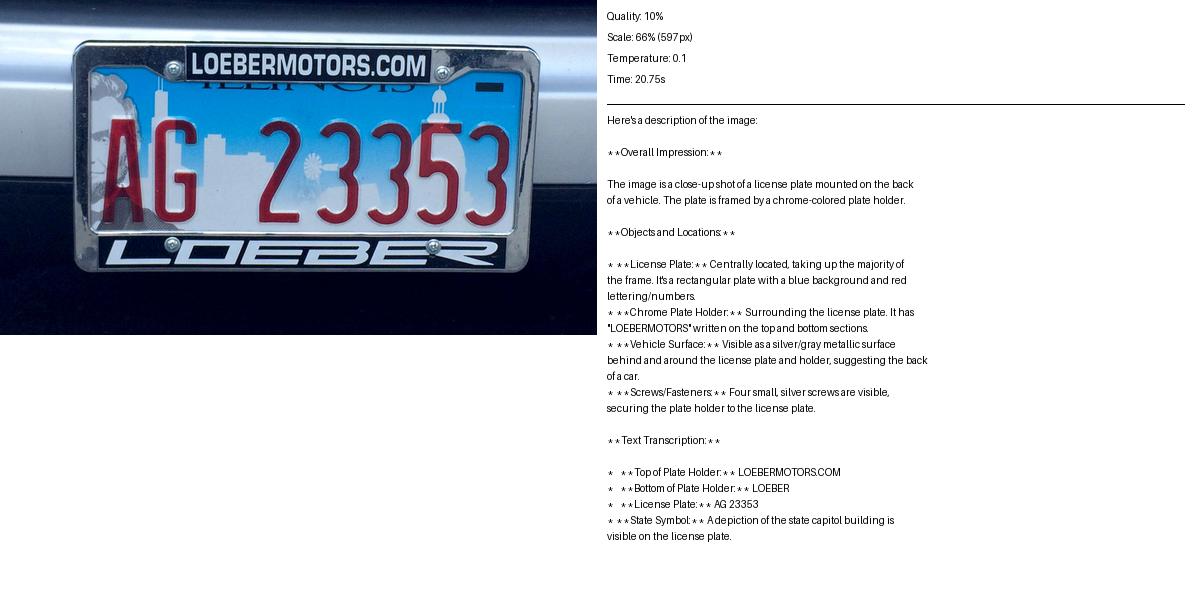 LOEBERMOTORS.COM
ILLINOIS
AG 23353
LOEBER
Quality: 10%
Scale: 66% (597px)
Temperature: 0.1
Time: 20.75s
Here's a description of the image:
**Overall Impression:**
The image is a close-up shot of a license plate mounted on the back
of a vehicle. The plate is framed by a chrome-colored plate holder.
**Objects and Locations:**
* **License Plate:** Centrally located, taking up the majority of
the frame. It's a rectangular plate with a blue background and red
lettering/numbers.
* **Chrome Plate Holder:** Surrounding the license plate. It has
"LOEBERMOTORS" written on the top and bottom sections.
* **Vehicle Surface:** Visible as a silver/gray metallic surface
behind and around the license plate and holder, suggesting the back
of a car.
* **Screws/Fasteners:** Four small, silver screws are visible,
securing the plate holder to the license plate.
**Text Transcription:**
* **Top of Plate Holder:** LOEBERMOTORS.COM
* **Bottom of Plate Holder:** LOEBER
* **License Plate:** AG 23353
* **State Symbol:** A depiction of the state capitol building is
visible on the license plate.